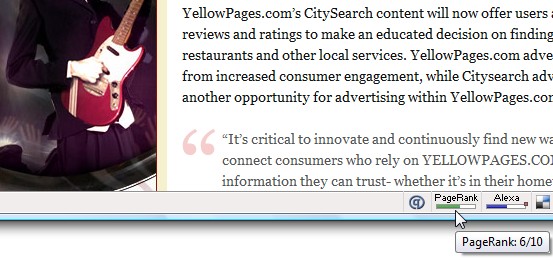 YellowPages.com’s CitySearch content will now offer users
reviews and ratings to make an educated decision on finding
restaurants and other local services. YellowPages.com adve
from increased consumer engagement, while Citysearch adv
another opportunity for advertising within YellowPages.co
“It’s critical to innovate and continuously find new wa
connect consumers who rely on YELLOWPAGES.CO
information they can trust- whether it’s in their home
@ PageRank Alexa
PageRank: 6/10